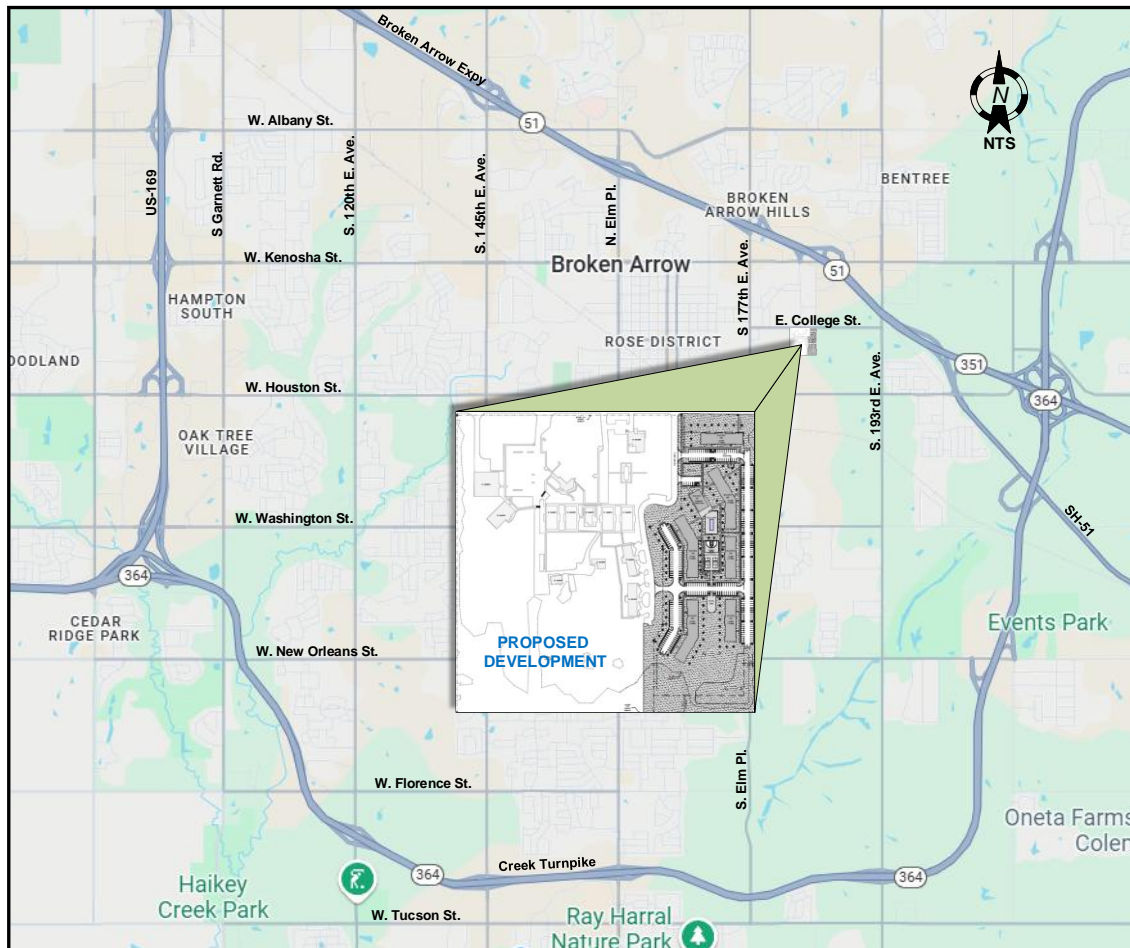 Broken Arrow Expy
51
N
NTS
W. Albany St.
US-169
S Garnett Rd.
S. 120th E. Ave.
S. 145th E. Ave.
N. Elm Pl.
BROKEN
ARROW HILLS
BENTREE
S 177th E. Ave.
W. Kenosha St.
Broken Arrow
51
HAMPTON
SOUTH
E. College St.
ROSE DISTRICT
OODLAND
W. Houston St.
S. 193rd E. Ave.
351
364
OAK TREE
VILLAGE
W. Washington St.
SH-51
364
CEDAR
RIDGE PARK
Events Park
PROPOSED
DEVELOPMENT
W. New Orleans St.
W. Florence St.
S. Elm Pl.
Oneta Farms
Colem
Creek Turnpike
364
364
Haikey
Creek Park
W. Tucson St.
Ray Harral
Nature Park